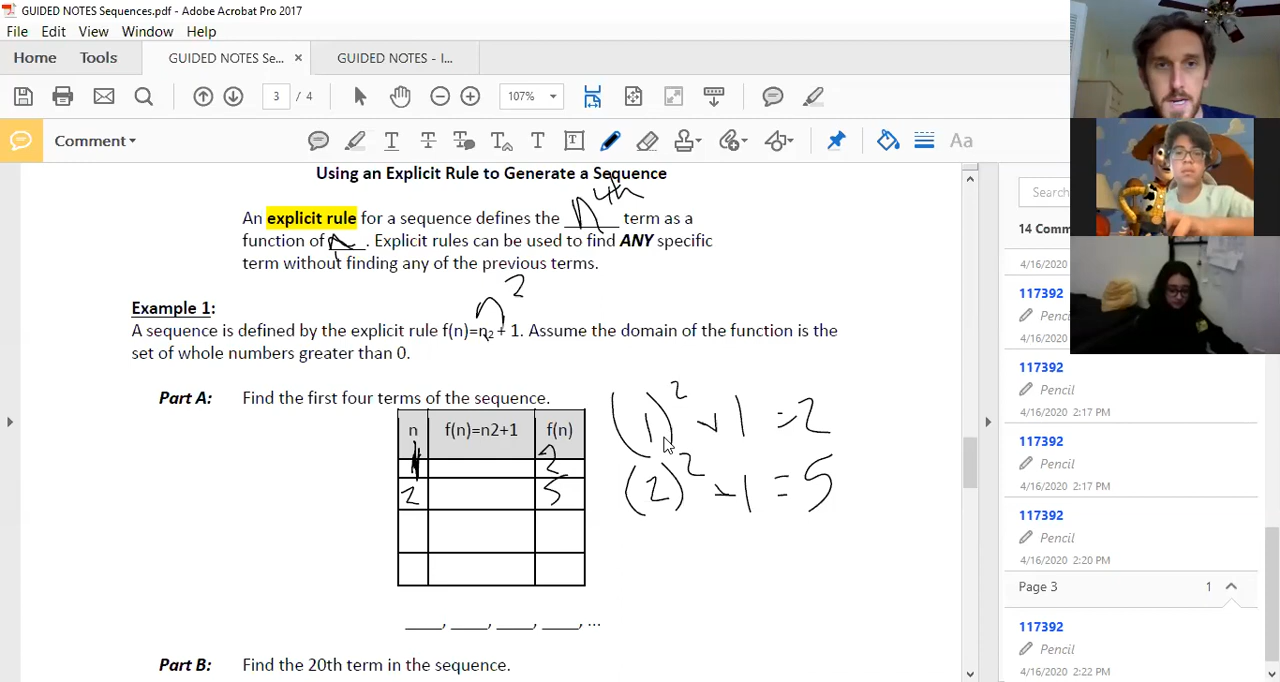 GUIDED NOTES Sequences.pdf - Adobe Acrobat Pro 2017
File Edit View Window Help
Home Tools GUIDED NOTES Se... × GUIDED NOTES - I...
3 / 4 107%
Comment
Aa
Using an Explicit Rule to Generate a Sequence
An explicit rule for a sequence defines the nth term as a
function of n. Explicit rules can be used to find ANY specific
term without finding any of the previous terms.
n2
Example 1:
A sequence is defined by the explicit rule f(n)=n2 + 1. Assume the domain of the function is the
set of whole numbers greater than 0.
Part A: Find the first four terms of the sequence.
n f(n)=n2+1 f(n)
1 2
2 5
(1)2 + 1 = 2
(2)2 + 1 = 5
____, ____, ____, ____, ...
Part B: Find the 20th term in the sequence.
Search
14 Comm
4/16/2020
117392
Pencil
4/16/2020
117392
Pencil
4/16/2020 2:17 PM
117392
Pencil
4/16/2020 2:17 PM
117392
Pencil
4/16/2020 2:20 PM
Page 3 1
117392
Pencil
4/16/2020 2:22 PM